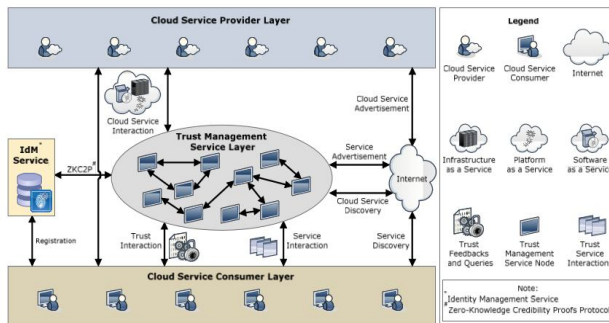 Cloud Service Provider Layer
Cloud Service
Interaction
Cloud Service
Advertisement
Trust Management
Service Layer
IdM*
Service
ZKC2P#
Service
Advertisement
Internet
Cloud Service
Discovery
Registration
Trust
Interaction
Service
Interaction
Service
Discovery
Cloud Service Consumer Layer
Legend
Cloud Service
Provider
Cloud Service
Consumer
Internet
Infrastructure
as a Service
Platform
as a Service
Software
as a Service
Trust
Feedbacks
and Queries
Trust
Management
Service Node
Trust
Service
Interaction
Note:
*Identity Management Service
#Zero-Knowledge Credibility Proofs Protocol